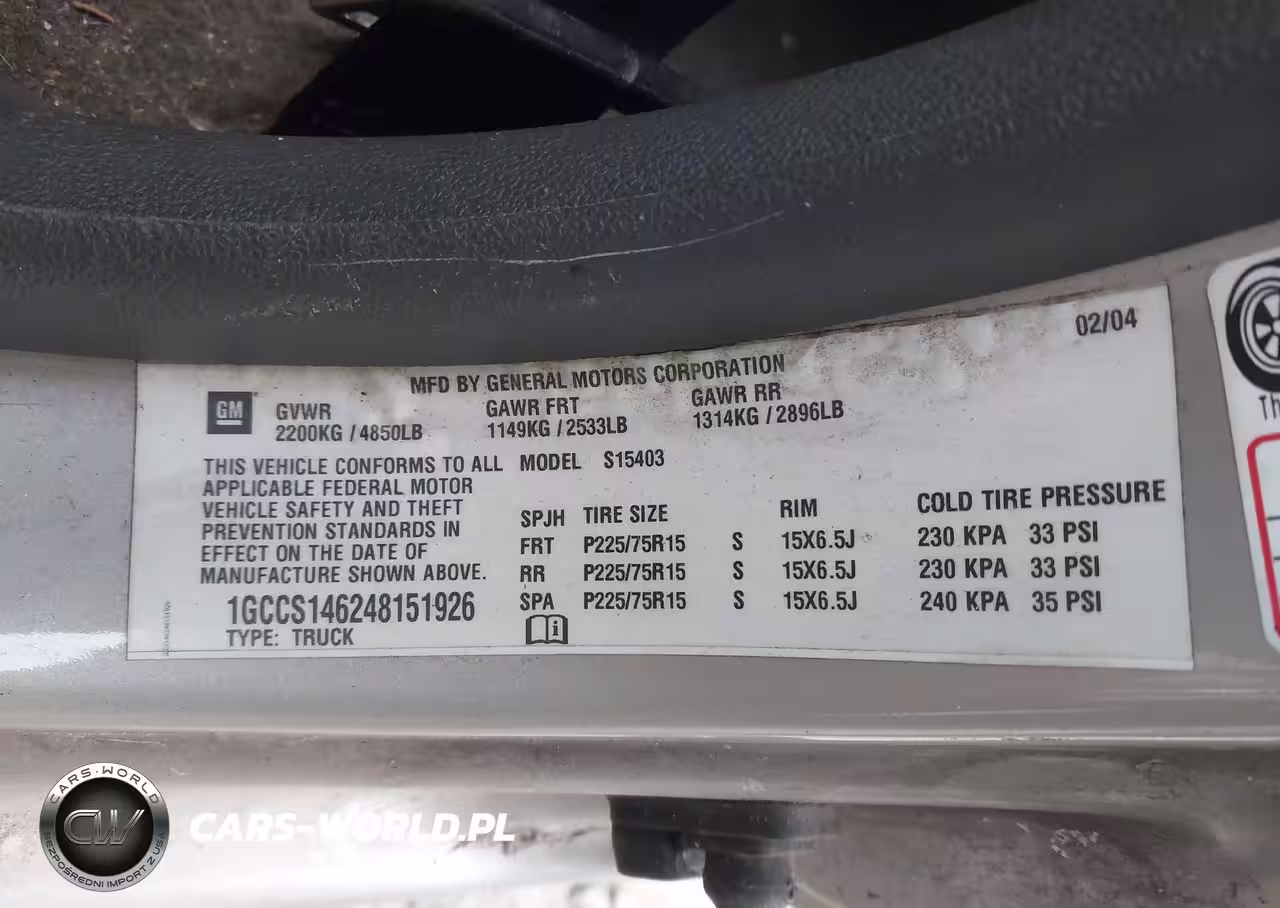 02/04
MFD BY GENERAL MOTORS CORPORATION
GM
GVWR GAWR FRT GAWR RR
2200KG / 4850LB 1149KG / 2533LB 1314KG / 2896LB
THIS VEHICLE CONFORMS TO ALL
APPLICABLE FEDERAL MOTOR
VEHICLE SAFETY AND THEFT
PREVENTION STANDARDS IN
EFFECT ON THE DATE OF
MANUFACTURE SHOWN ABOVE.
1GCCS146248151926
TYPE: TRUCK
MODEL S15403
SPJH TIRE SIZE RIM COLD TIRE PRESSURE
FRT P225/75R15 S 15X6.5J 230 KPA 33 PSI
RR P225/75R15 S 15X6.5J 230 KPA 33 PSI
SPA P225/75R15 S 15X6.5J 240 KPA 35 PSI
i
Th
CARS-WORLD
CW
BEZPOŚREDNI IMPORT Z USA
CARS-WORLD.PL